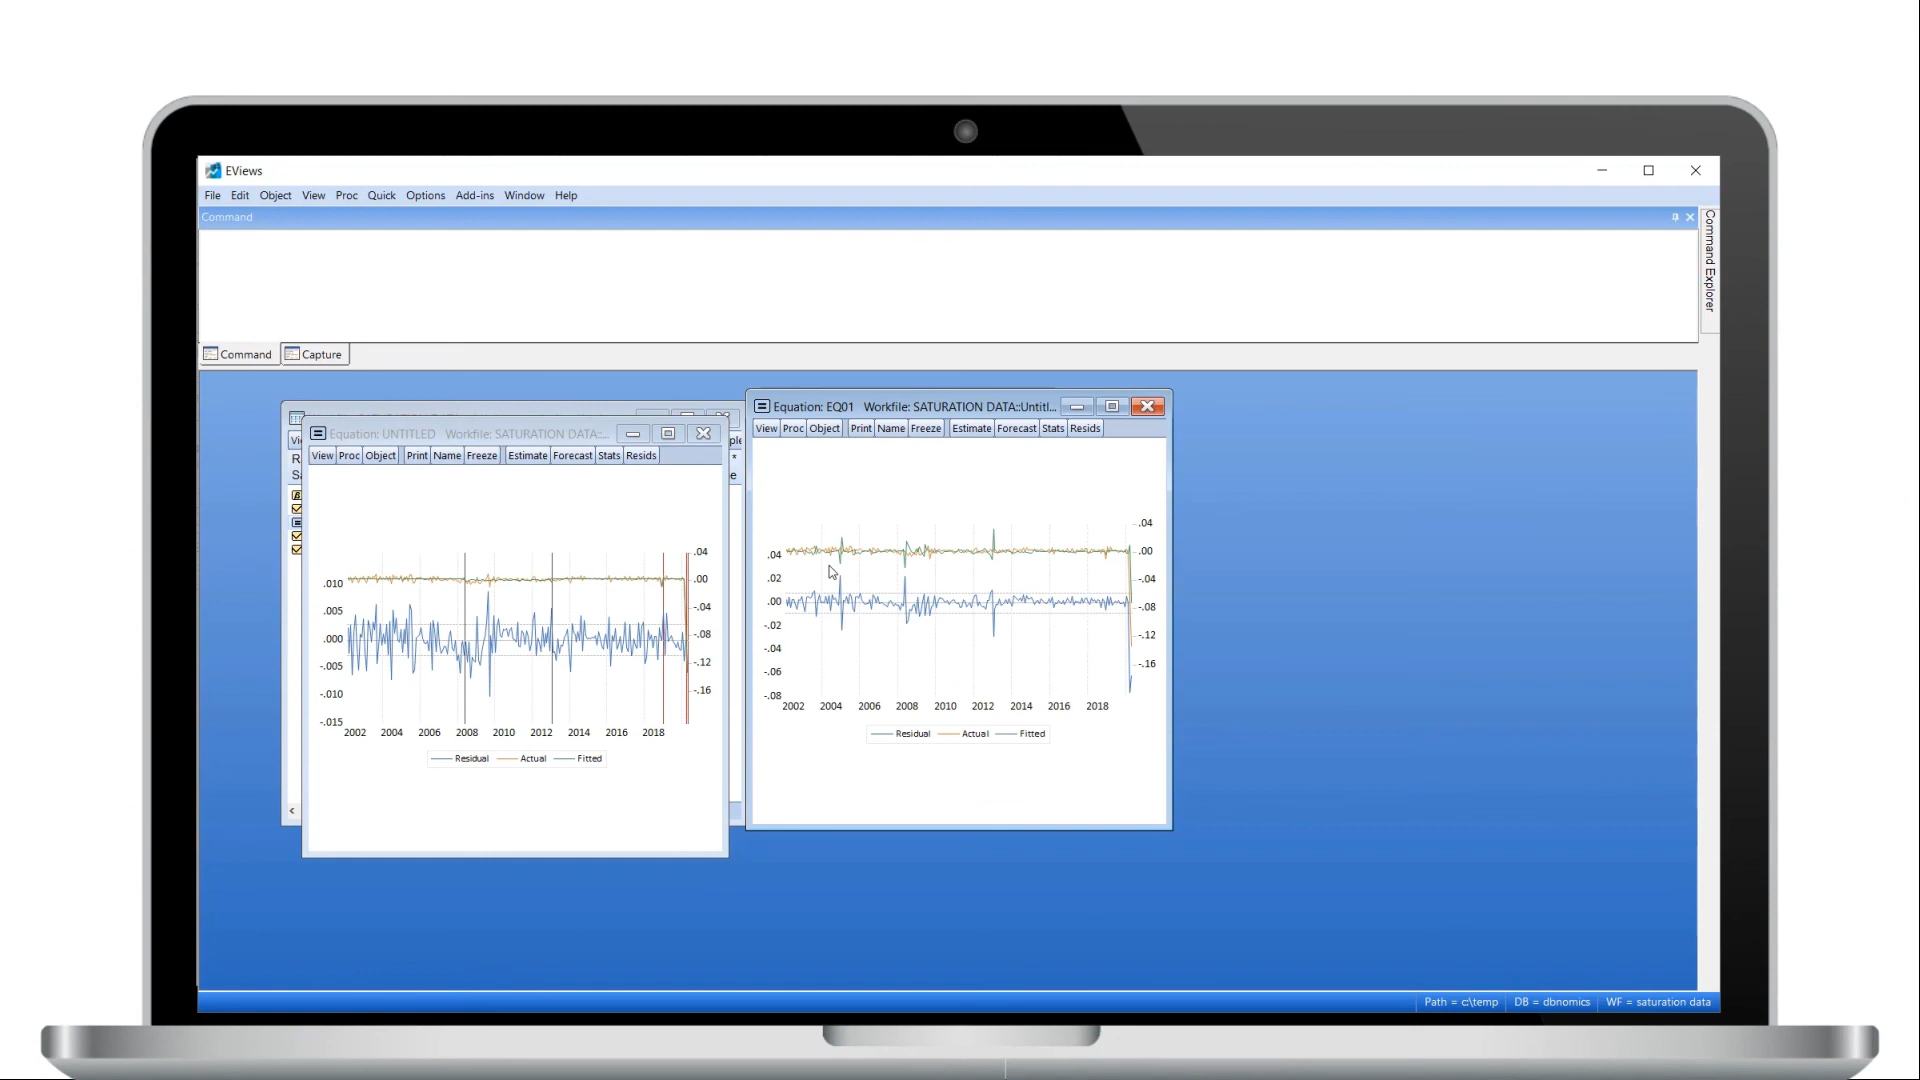 EViews
File Edit Object View Proc Quick Options Add-ins Window Help
Command
Command Explorer
Command Capture
Equation: UNTITLED Workfile: SATURATION DATA::...
View Proc Object Print Name Freeze Estimate Forecast Stats Resids
.04
.00
-.04
-.08
-.12
-.16
.010
.005
.000
-.005
-.010
-.015
2002 2004 2006 2008 2010 2012 2014 2016 2018
Residual Actual Fitted
Equation: EQ01 Workfile: SATURATION DATA::Untitl...
View Proc Object Print Name Freeze Estimate Forecast Stats Resids
.04
.00
-.04
-.08
-.12
-.16
.04
.02
.00
-.02
-.04
-.06
-.08
2002 2004 2006 2008 2010 2012 2014 2016 2018
Residual Actual Fitted
Path = c:\temp DB = dbnomics WF = saturation data